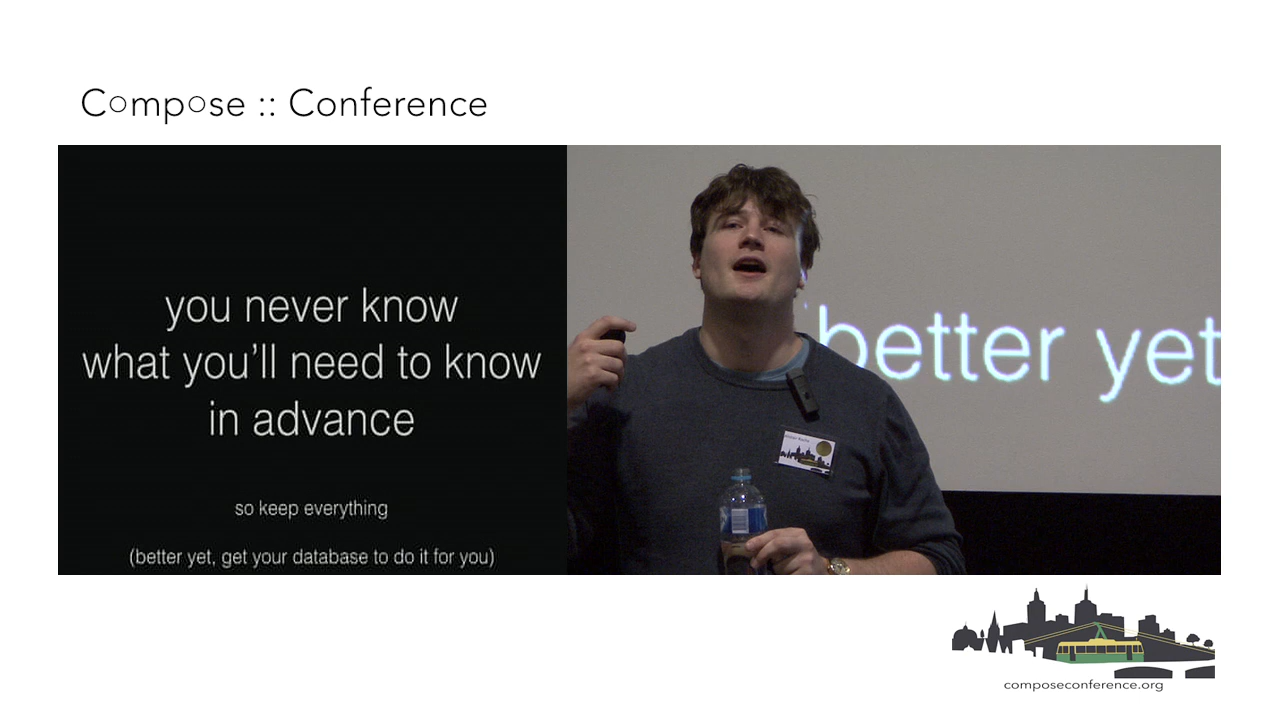 Compose :: Conference
you never know
what you'll need to know
in advance
so keep everything
(better yet, get your database to do it for you)
better yet
composeconference.org